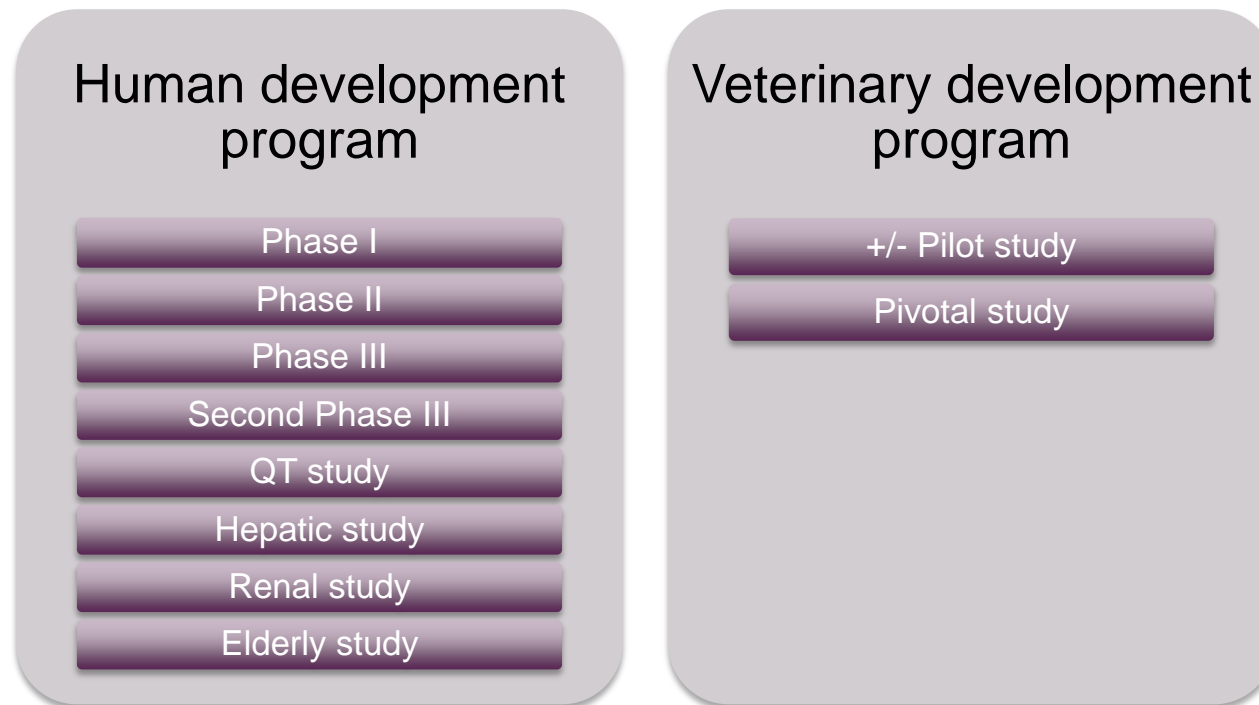 Human development
program
Phase I
Phase II
Phase III
Second Phase III
QT study
Hepatic study
Renal study
Elderly study
Veterinary development
program
+/- Pilot study
Pivotal study